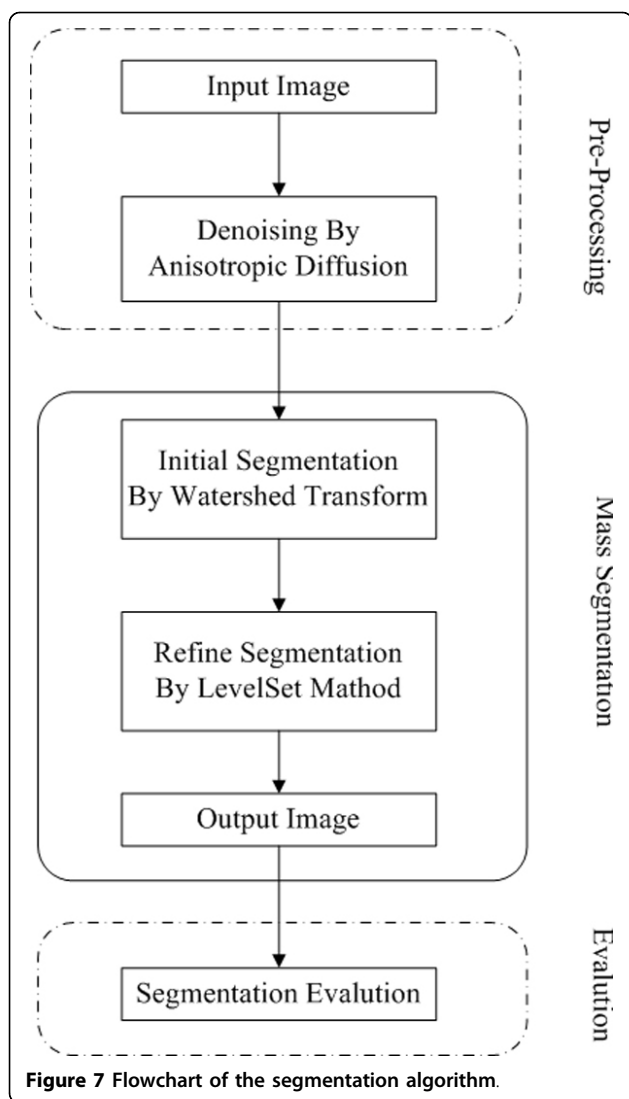 Input Image
Denoising By
Anisotropic Diffusion
Pre-Processing
Initial Segmentation
By Watershed Transform
Refine Segmentation
By LevelSet Mathod
Output Image
Mass Segmentation
Segmentation Evalution
Evalution
Figure 7 Flowchart of the segmentation algorithm.